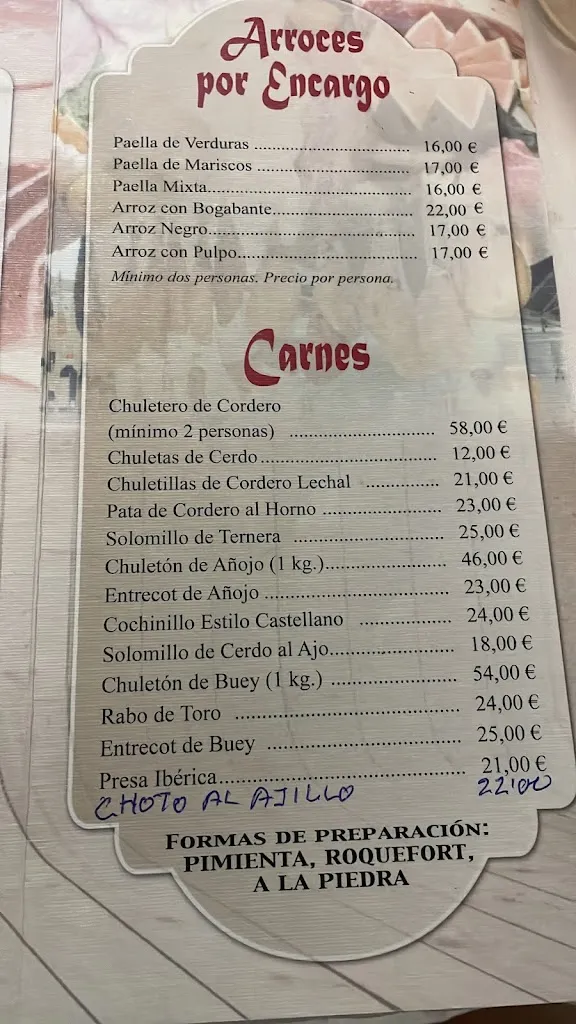 Arroces
por Encargo
Paella de Verduras ................................ 16,00 €
Paella de Mariscos ................................ 17,00 €
Paella Mixta........................................... 16,00 €
Arroz con Bogabante............................. 22,00 €
Arroz Negro........................................... 17,00 €
Arroz con Pulpo..................................... 17,00 €
Mínimo dos personas. Precio por persona.
Carnes
Chuletero de Cordero
(mínimo 2 personas) ............................ 58,00 €
Chuletas de Cerdo................................... 12,00 €
Chuletillas de Cordero Lechal .............. 21,00 €
Pata de Cordero al Horno ....................... 23,00 €
Solomillo de Ternera .............................. 25,00 €
Chuletón de Añojo (1 kg.)....................... 46,00 €
Entrecot de Añojo .................................. 23,00 €
Cochinillo Estilo Castellano ................. 24,00 €
Solomillo de Cerdo al Ajo....................... 18,00 €
Chuletón de Buey (1 kg.) ....................... 54,00 €
Rabo de Toro ......................................... 24,00 €
Entrecot de Buey ................................... 25,00 €
Presa Ibérica............................................ 21,00 €
CHOTO AL AJILLO 22'00
FORMAS DE PREPARACIÓN:
PIMIENTA, ROQUEFORT,
A LA PIEDRA